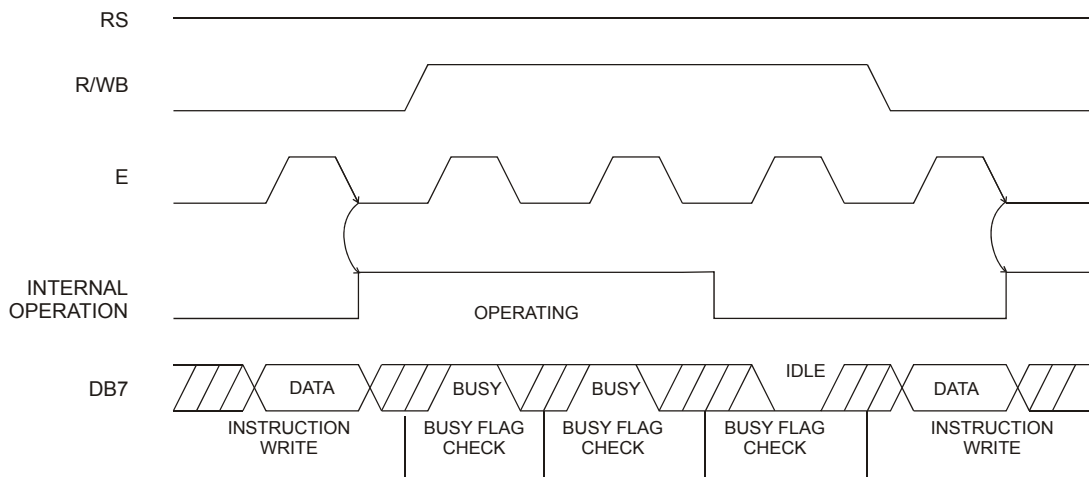 RS
R/WB
E
INTERNAL
OPERATION
OPERATING
DB7
DATA
BUSY
BUSY
IDLE
DATA
INSTRUCTION
WRITE
BUSY FLAG
CHECK
BUSY FLAG
CHECK
BUSY FLAG
CHECK
INSTRUCTION
WRITE